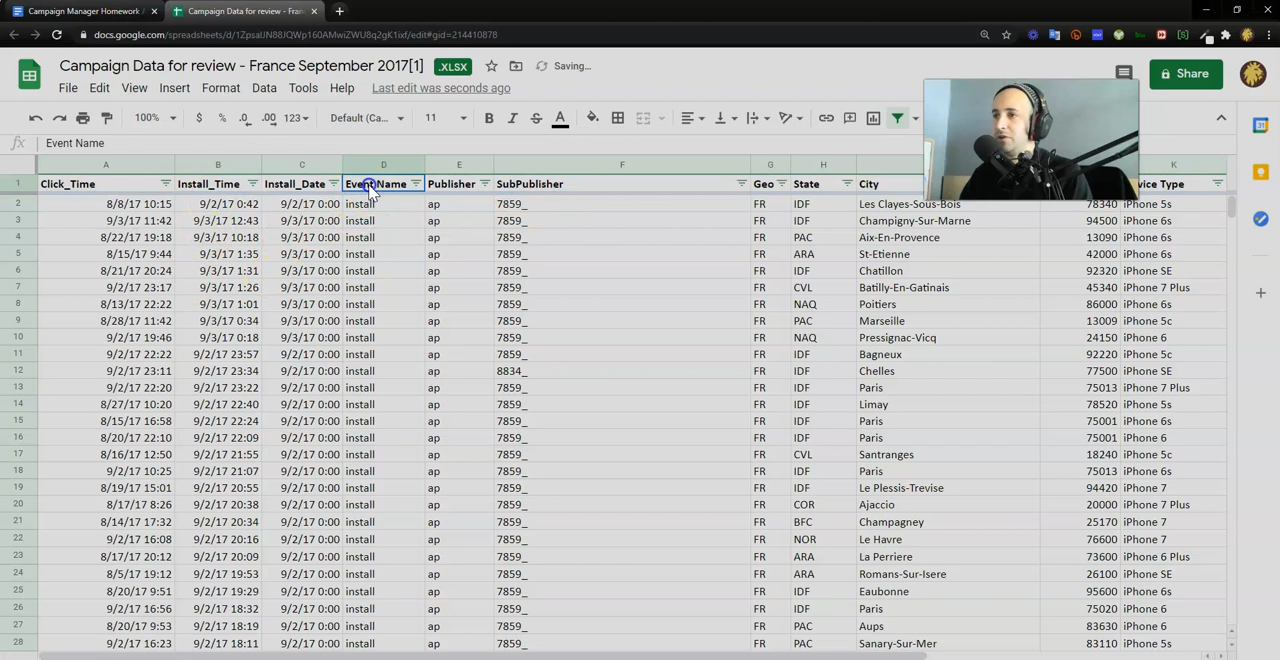 Campaign Manager Homework A
Campaign Data for review - Fran
docs.google.com/spreadsheets/d/1ZpsaIJN88JQWp160AMwiZWU8q2gK1ixf/edit#gid=214410878
Campaign Data for review - France September 2017[1] .XLSX Saving...
File Edit View Insert Format Data Tools Help Last edit was seconds ago
Share
100% $ % .0 .00 123 Default (Ca... 11 B I S A
fx Event Name
A B C D E F G H K
1 Click_Time Install_Time Install_Date Event Name Publisher SubPublisher Geo State City vice Type
2 8/8/17 10:15 9/2/17 0:42 9/2/17 0:00 install ap 7859_ FR IDF Les Clayes-Sous-Bois 78340 iPhone 5s
3 9/3/17 11:42 9/3/17 12:43 9/3/17 0:00 install ap 7859_ FR IDF Champigny-Sur-Marne 94500 iPhone 6s
4 8/22/17 19:18 9/3/17 10:18 9/3/17 0:00 install ap 7859_ FR PAC Aix-En-Provence 13090 iPhone 6s
5 8/15/17 9:44 9/3/17 1:35 9/3/17 0:00 install ap 7859_ FR ARA St-Etienne 42000 iPhone 6s
6 8/21/17 20:24 9/3/17 1:31 9/3/17 0:00 install ap 7859_ FR IDF Chatillon 92320 iPhone SE
7 9/2/17 23:17 9/3/17 1:26 9/3/17 0:00 install ap 7859_ FR CVL Batilly-En-Gatinais 45340 iPhone 7 Plus
8 8/13/17 22:22 9/3/17 1:01 9/3/17 0:00 install ap 7859_ FR NAQ Poitiers 86000 iPhone 6s
9 8/28/17 11:42 9/3/17 0:34 9/3/17 0:00 install ap 7859_ FR PAC Marseille 13009 iPhone 5c
10 9/2/17 19:46 9/3/17 0:18 9/3/17 0:00 install ap 7859_ FR NAQ Pressignac-Vicq 24150 iPhone 6
11 9/2/17 22:22 9/2/17 23:57 9/2/17 0:00 install ap 7859_ FR IDF Bagneux 92220 iPhone 5c
12 9/2/17 23:11 9/2/17 23:34 9/2/17 0:00 install ap 8834_ FR IDF Chelles 77500 iPhone SE
13 9/2/17 22:20 9/2/17 23:22 9/2/17 0:00 install ap 7859_ FR IDF Paris 75013 iPhone 7 Plus
14 8/27/17 10:20 9/2/17 22:40 9/2/17 0:00 install ap 7859_ FR IDF Limay 78520 iPhone 5s
15 8/15/17 16:58 9/2/17 22:24 9/2/17 0:00 install ap 7859_ FR IDF Paris 75001 iPhone 6s
16 8/20/17 22:10 9/2/17 22:09 9/2/17 0:00 install ap 7859_ FR IDF Paris 75001 iPhone 6
17 8/16/17 12:50 9/2/17 21:55 9/2/17 0:00 install ap 7859_ FR CVL Santranges 18240 iPhone 5c
18 9/2/17 10:25 9/2/17 21:07 9/2/17 0:00 install ap 7859_ FR IDF Paris 75013 iPhone 6s
19 8/19/17 15:01 9/2/17 20:55 9/2/17 0:00 install ap 7859_ FR IDF Le Plessis-Trevise 94420 iPhone 7
20 8/17/17 8:26 9/2/17 20:38 9/2/17 0:00 install ap 7859_ FR COR Ajaccio 20000 iPhone 7 Plus
21 8/14/17 17:32 9/2/17 20:34 9/2/17 0:00 install ap 7859_ FR BFC Champagney 25170 iPhone 7
22 9/2/17 16:08 9/2/17 20:16 9/2/17 0:00 install ap 7859_ FR NOR Le Havre 76600 iPhone 7
23 8/17/17 20:12 9/2/17 20:09 9/2/17 0:00 install ap 7859_ FR ARA La Perriere 73600 iPhone 6 Plus
24 8/5/17 19:12 9/2/17 19:53 9/2/17 0:00 install ap 7859_ FR ARA Romans-Sur-Isere 26100 iPhone SE
25 8/20/17 9:51 9/2/17 19:29 9/2/17 0:00 install ap 7859_ FR IDF Eaubonne 95600 iPhone 6s
26 9/2/17 16:56 9/2/17 18:32 9/2/17 0:00 install ap 7859_ FR IDF Paris 75020 iPhone 6
27 8/20/17 9:53 9/2/17 18:19 9/2/17 0:00 install ap 7859_ FR PAC Aups 83630 iPhone 6
28 9/2/17 16:23 9/2/17 18:11 9/2/17 0:00 install ap 7859_ FR PAC Sanary-Sur-Mer 83110 iPhone 5s